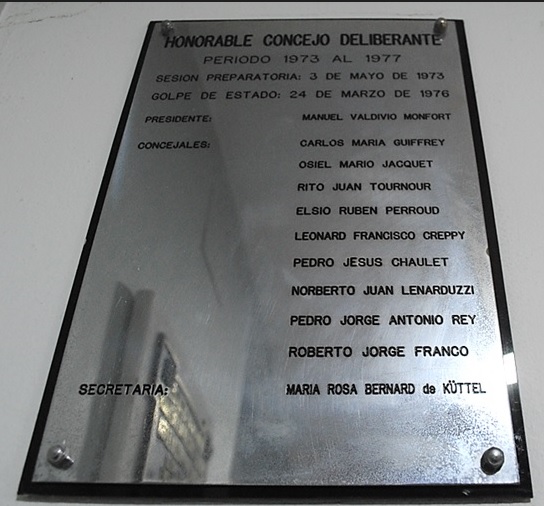 HONORABLE CONCEJO DELIBERANTE
PERIODO 1973 AL 1977
SESION PREPARATORIA: 3 DE MAYO DE 1973
GOLPE DE ESTADO: 24 DE MARZO DE 1976
PRESIDENTE: MANUEL VALDIVIO MONFORT
CONCEJALES: CARLOS MARIA GUIFFREY
OSIEL MARIO JACQUET
RITO JUAN TOURNOUR
ELSIO RUBEN PERROUD
LEONARD FRANCISCO CREPPY
PEDRO JESUS CHAULET
NORBERTO JUAN LENARDUZZI
PEDRO JORGE ANTONIO REY
ROBERTO JORGE FRANCO
SECRETARIA: MARIA ROSA BERNARD de KÜTTEL